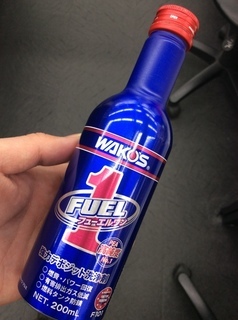 WAKO'S
1
FUEL
フューエルワン
強力デポジット洗浄剤
燃費・パワー回復
有害排出ガス低減
燃料タンク防錆
NET. 200mL